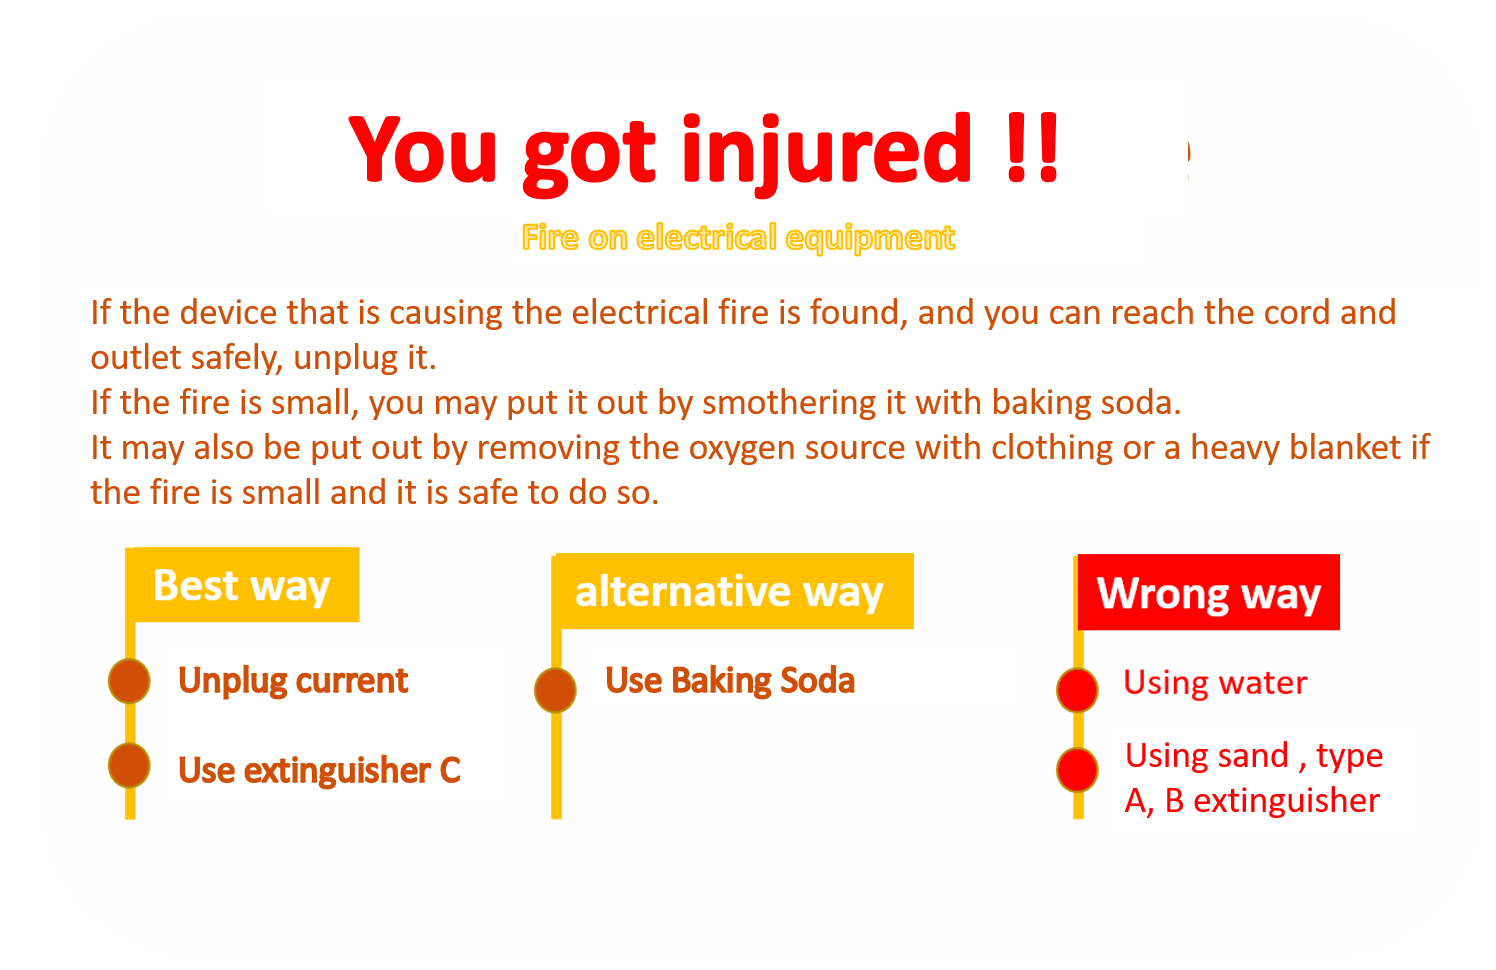 You got injured !!
Fire on electrical equipment
If the device that is causing the electrical fire is found, and you can reach the cord and
outlet safely, unplug it.
If the fire is small, you may put it out by smothering it with baking soda.
It may also be put out by removing the oxygen source with clothing or a heavy blanket if
the fire is small and it is safe to do so.
Best way
Unplug current
Use extinguisher C
alternative way
Use Baking Soda
Wrong way
Using water
Using sand , type
A, B extinguisher